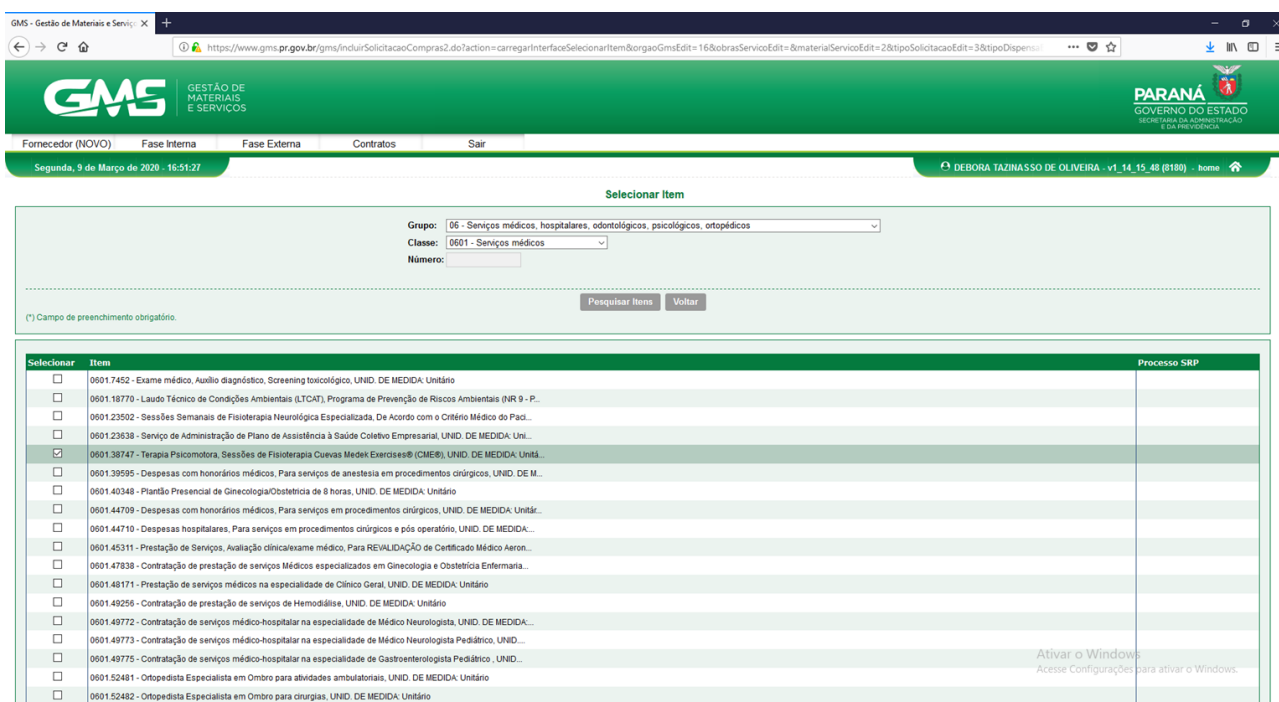 GMS - Gestão de Materiais e Serviço
https://www.gms.pr.gov.br/gms/incluirSolicitacaoCompras2.do?action=carregarInterfaceSelecionarItem&orgaoGmsEdit=16&obrasServicoEdit=&materialServicoEdit=2&tipoSolicitacaoEdit=3&tipoDispensa
GMS
GESTÃO DE
MATERIAIS
E SERVIÇOS
PARANÁ
GOVERNO DO ESTADO
SECRETARIA DA ADMINISTRAÇÃO
E DA PREVIDÊNCIA
Fornecedor (NOVO) Fase Interna Fase Externa Contratos Sair
Segunda, 9 de Março de 2020 - 16:51:27
DEBORA TAZINASSO DE OLIVEIRA - v1_14_15_48 (8180) - home
Selecionar Item
Grupo: 06 - Serviços médicos, hospitalares, odontológicos, psicológicos, ortopédicos
Classe: 0601 - Serviços médicos
Número:
Pesquisar Itens Voltar
(*) Campo de preenchimento obrigatório.
Selecionar Item Processo SRP
0601.7452 - Exame médico, Auxílio diagnóstico, Screening toxicológico, UNID. DE MEDIDA: Unitário
0601.18770 - Laudo Técnico de Condições Ambientais (LTCAT), Programa de Prevenção de Riscos Ambientais (NR 9 - P...
0601.23502 - Sessões Semanais de Fisioterapia Neurológica Especializada, De Acordo com o Critério Médico do Paci...
0601.23638 - Serviço de Administração de Plano de Assistência à Saúde Coletivo Empresarial, UNID. DE MEDIDA: Uni...
0601.38747 - Terapia Psicomotora, Sessões de Fisioterapia Cuevas Medek Exercises® (CME®), UNID. DE MEDIDA: Unitá...
0601.39595 - Despesas com honorários médicos, Para serviços de anestesia em procedimentos cirúrgicos, UNID. DE M...
0601.40348 - Plantão Presencial de Ginecologia/Obstetricia de 8 horas, UNID. DE MEDIDA: Unitário
0601.44709 - Despesas com honorários médicos, Para serviços em procedimentos cirúrgicos, UNID. DE MEDIDA: Unitár...
0601.44710 - Despesas hospitalares, Para serviços em procedimentos cirúrgicos e pós operatório, UNID. DE MEDIDA:...
0601.45311 - Prestação de Serviços, Avaliação clínica/exame médico, Para REVALIDAÇÃO de Certificado Médico Aeron...
0601.47838 - Contratação de prestação de serviços Médicos especializados em Ginecologia e Obstetrícia Enfermaria...
0601.48171 - Prestação de serviços médicos na especialidade de Clínico Geral, UNID. DE MEDIDA: Unitário
0601.49256 - Contratação de prestação de serviços de Hemodiálise, UNID. DE MEDIDA: Unitário
0601.49772 - Contratação de serviços médico-hospitalar na especialidade de Médico Neurologista, UNID. DE MEDIDA:...
0601.49773 - Contratação de serviços médico-hospitalar na especialidade de Médico Neurologista Pediátrico, UNID....
0601.49775 - Contratação de serviços médico-hospitalar na especialidade de Gastroenterologista Pediátrico , UNID...
0601.52481 - Ortopedista Especialista em Ombro para atividades ambulatoriais, UNID. DE MEDIDA: Unitário
0601.52482 - Ortopedista Especialista em Ombro para cirurgias, UNID. DE MEDIDA: Unitário
Ativar o Windows
Acesse Configurações para ativar o Windows.